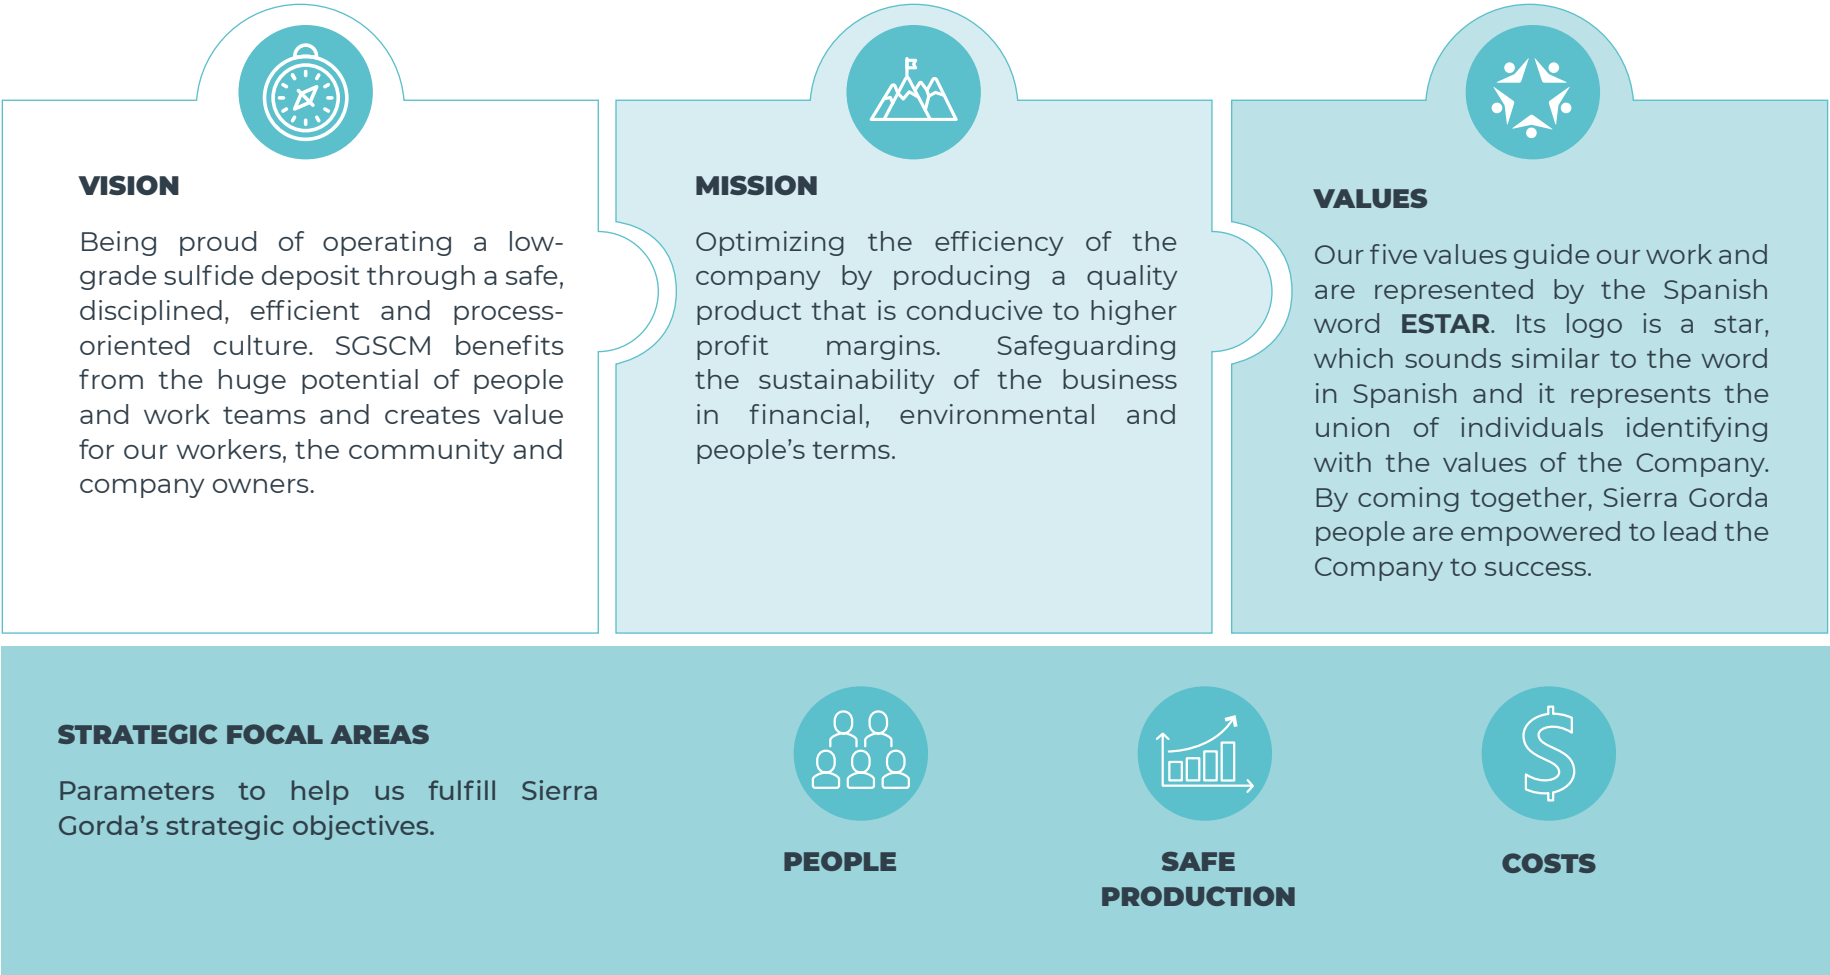 VISION
Being proud of operating a low-
grade sulfide deposit through a safe,
disciplined, efficient and process-
oriented culture. SGSCM benefits
from the huge potential of people
and work teams and creates value
for our workers, the community and
company owners.
MISSION
Optimizing the efficiency of the
company by producing a quality
product that is conducive to higher
profit margins. Safeguarding
the sustainability of the business
in financial, environmental and
people’s terms.
VALUES
Our five values guide our work and
are represented by the Spanish
word ESTAR. Its logo is a star,
which sounds similar to the word
in Spanish and it represents the
union of individuals identifying
with the values of the Company.
By coming together, Sierra Gorda
people are empowered to lead the
Company to success.
STRATEGIC FOCAL AREAS
Parameters to help us fulfill Sierra
Gorda’s strategic objectives.
PEOPLE
SAFE
PRODUCTION
$
COSTS